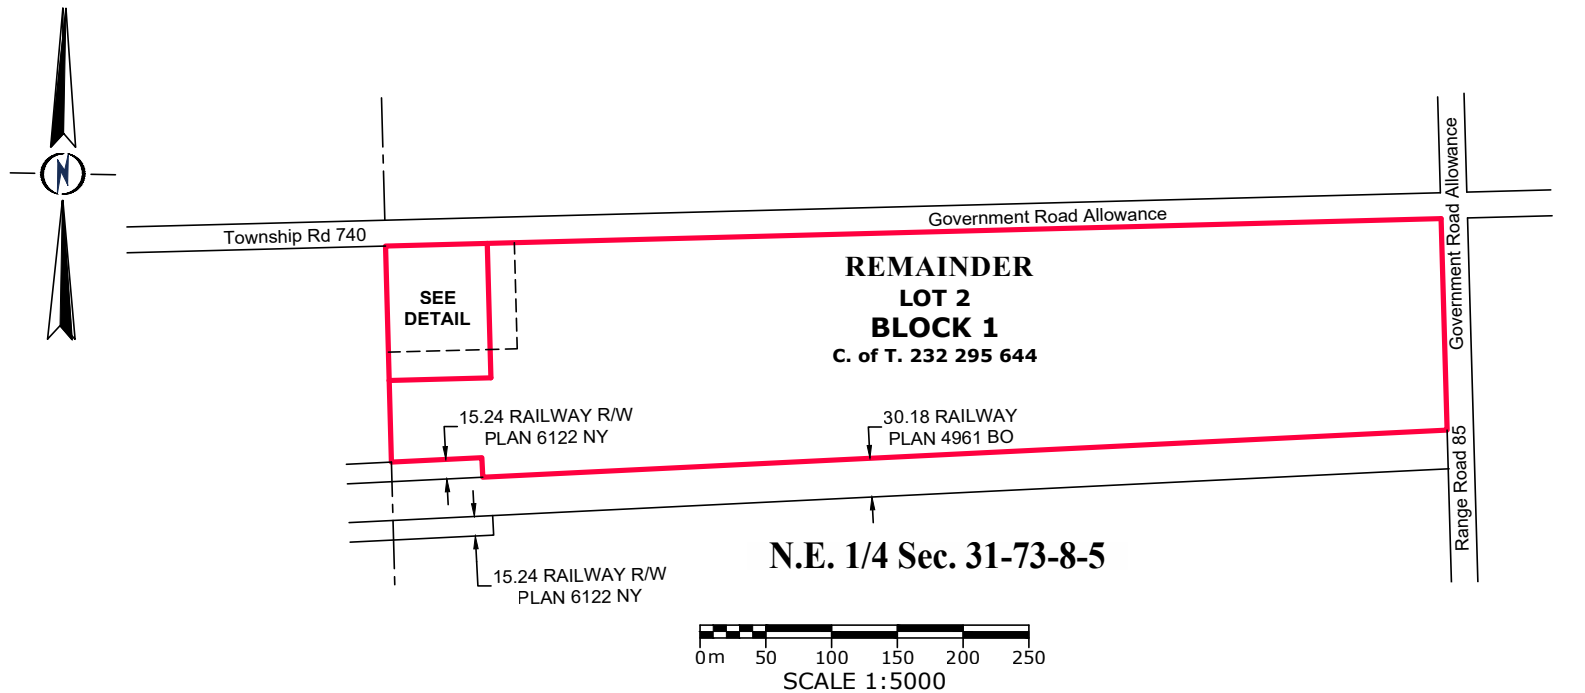 N
Government Road Allowance
Township Rd 740
Government Road Allowance
SEE
DETAIL
REMAINDER
LOT 2
BLOCK 1
C. of T. 232 295 644
15.24 RAILWAY R/W
PLAN 6122 NY
30.18 RAILWAY
PLAN 4961 BO
Range Road 85
N.E. 1/4 Sec. 31-73-8-5
15.24 RAILWAY R/W
PLAN 6122 NY
0m 50 100 150 200 250
SCALE 1:5000